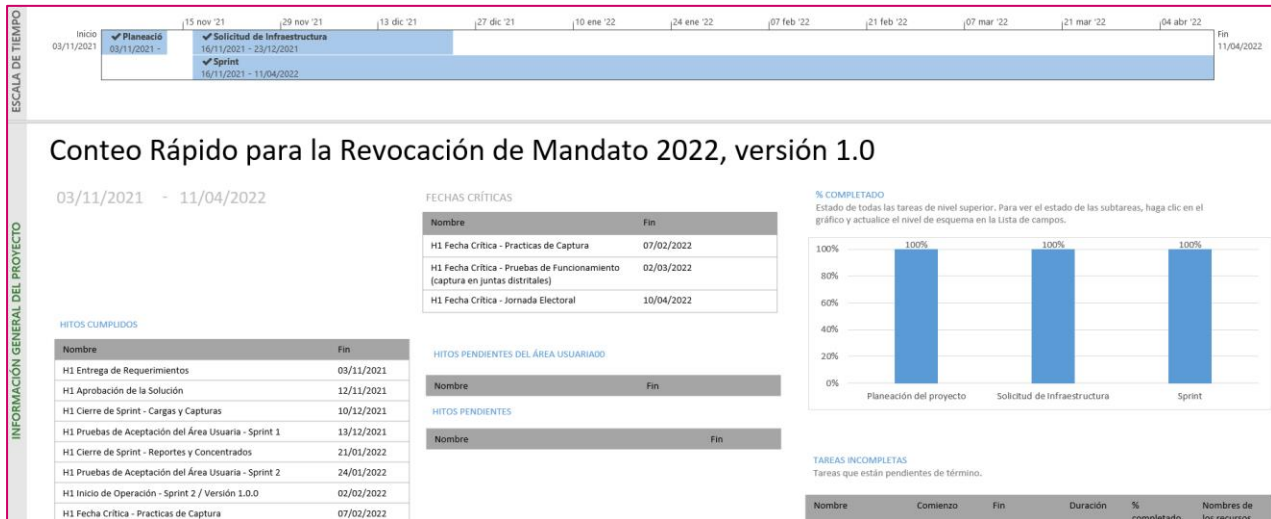 ESCALA DE TIEMPO
15 nov '21 29 nov '21 13 dic '21 27 dic '21 10 ene '22 24 ene '22 07 feb '22 21 feb '22 07 mar '22 21 mar '22 04 abr '22
Inicio
03/11/2021
✔Planeació
03/11/2021 -
✔Solicitud de Infraestructura
16/11/2021 - 23/12/2021
✔Sprint
16/11/2021 - 11/04/2022
Fin
11/04/2022
INFORMACIÓN GENERAL DEL PROYECTO
Conteo Rápido para la Revocación de Mandato 2022, versión 1.0
03/11/2021 - 11/04/2022
HITOS CUMPLIDOS
Nombre Fin
H1 Entrega de Requerimientos 03/11/2021
H1 Aprobación de la Solución 12/11/2021
H1 Cierre de Sprint - Cargas y Capturas 10/12/2021
H1 Pruebas de Aceptación del Área Usuaria - Sprint 1 13/12/2021
H1 Cierre de Sprint - Reportes y Concentrados 21/01/2022
H1 Pruebas de Aceptación del Área Usuaria - Sprint 2 24/01/2022
H1 Inicio de Operación - Sprint 2 / Versión 1.0.0 02/02/2022
H1 Fecha Crítica - Practicas de Captura 07/02/2022
FECHAS CRÍTICAS
Nombre Fin
H1 Fecha Crítica - Practicas de Captura 07/02/2022
H1 Fecha Crítica - Pruebas de Funcionamiento 02/03/2022
(captura en juntas distritales)
H1 Fecha Crítica - Jornada Electoral 10/04/2022
HITOS PENDIENTES DEL ÁREA USUARIA00
Nombre Fin
HITOS PENDIENTES
Nombre Fin
% COMPLETADO
Estado de todas las tareas de nivel superior. Para ver el estado de las subtareas, haga clic en el
gráfico y actualice el nivel de esquema en la Lista de campos.
100% 100% 100%
100%
80%
60%
40%
20%
0%
Planeación del proyecto Solicitud de Infraestructura Sprint
TAREAS INCOMPLETAS
Tareas que están pendientes de término.
Nombre Comienzo Fin Duración % completado Nombres de los recursos